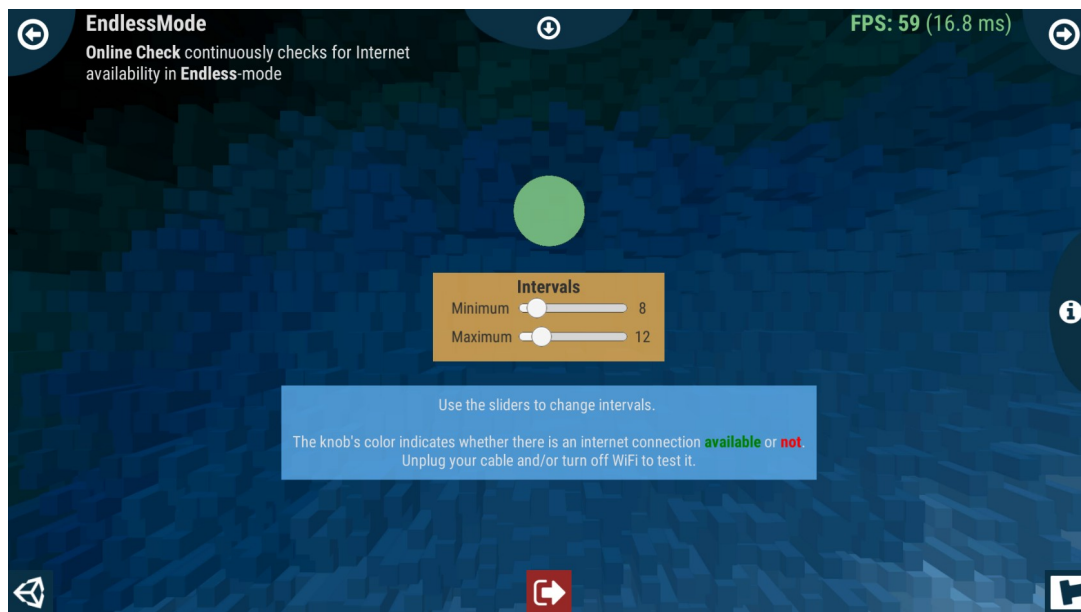 EndlessMode
FPS: 59 (16.8 ms)
Online Check continuously checks for Internet
availability in Endless-mode
Intervals
Minimum 8
Maximum 12
Use the sliders to change intervals.
The knob's color indicates whether there is an internet connection available or not.
Unplug your cable and/or turn off WiFi to test it.